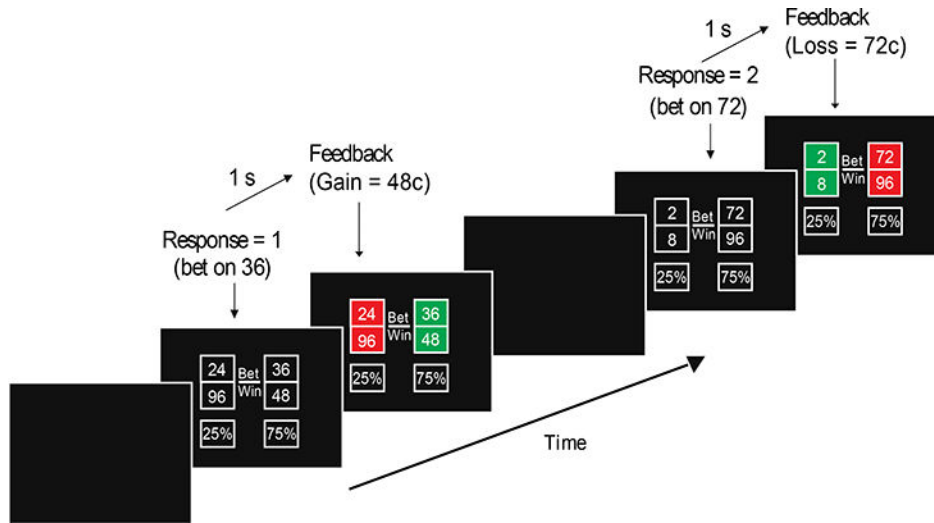 1 s
Feedback
(Loss = 72c)
Response = 2
(bet on 72)
2 Bet 72
8 Win 96
25% 75%
2 Bet 72
8 Win 96
25% 75%
Feedback
(Gain = 48c)
1 s
Response = 1
(bet on 36)
24 Bet 36
96 Win 48
25% 75%
24 Bet 36
96 Win 48
25% 75%
Time